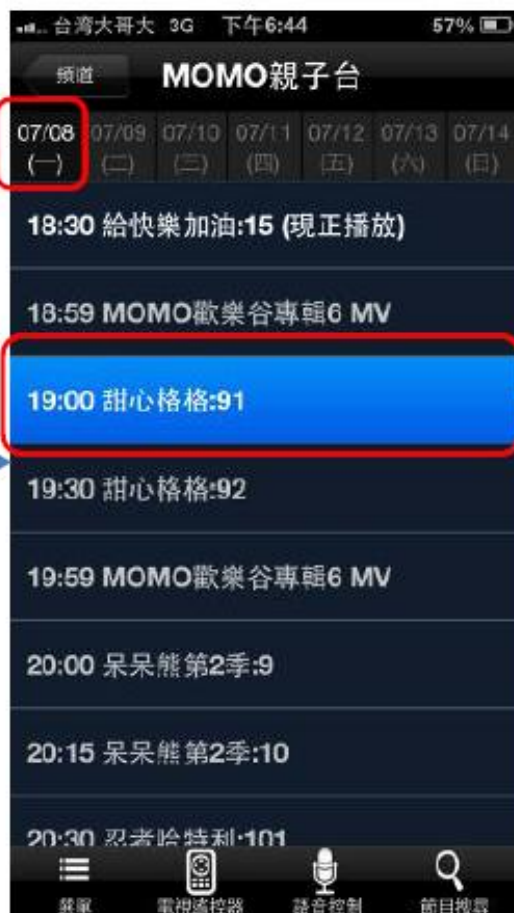 台湾大哥大 3G 下午6:44 57%
頻道 MOMO親子台
07/08 07/09 07/10 07/11 07/12 07/13 07/14
(一) (二) (三) (四) (五) (六) (日)
18:30 給快樂加油:15 (現正播放)
18:59 MOMO歡樂谷專輯6 MV
19:00 甜心格格:91
19:30 甜心格格:92
19:59 MOMO歡樂谷專輯6 MV
20:00 呆呆熊第2季:9
20:15 呆呆熊第2季:10
20:30 忍者哈特利:101
選單 電視遙控器 語音控制 節目搜尋